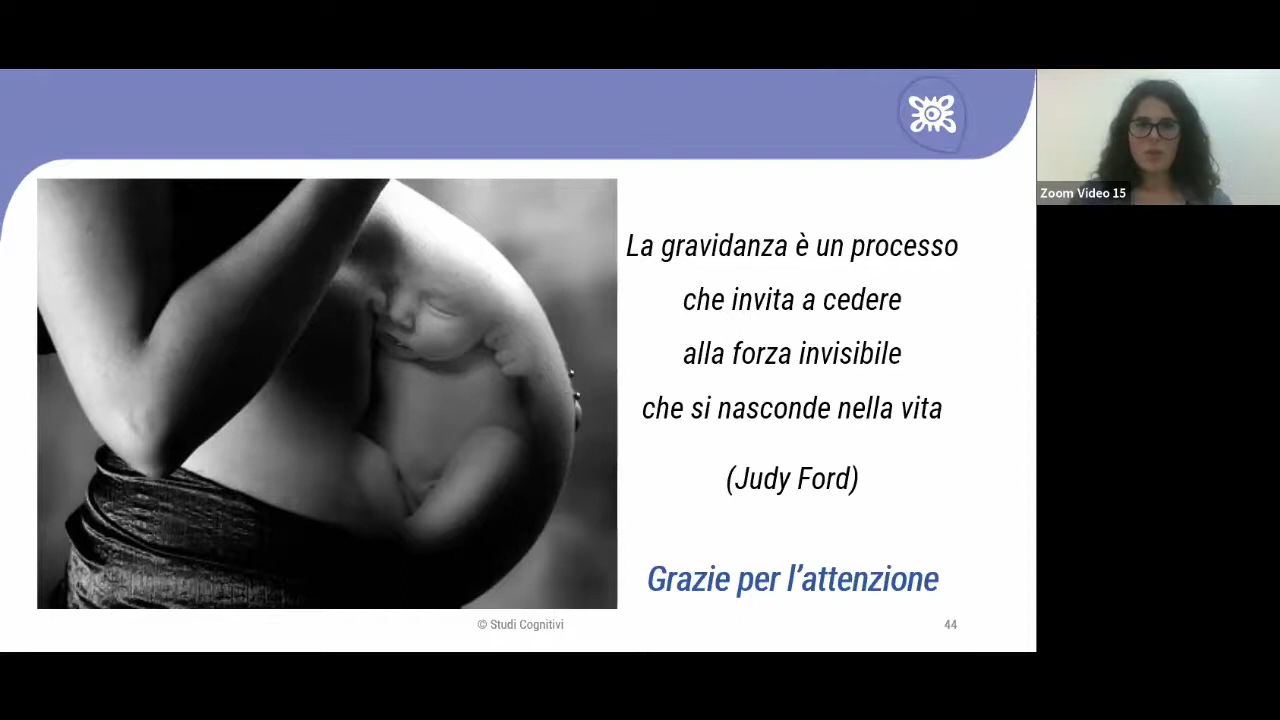 La gravidanza è un processo
che invita a cedere
alla forza invisibile
che si nasconde nella vita
(Judy Ford)
Grazie per l’attenzione
© Studi Cognitivi
44
Zoom Video 15